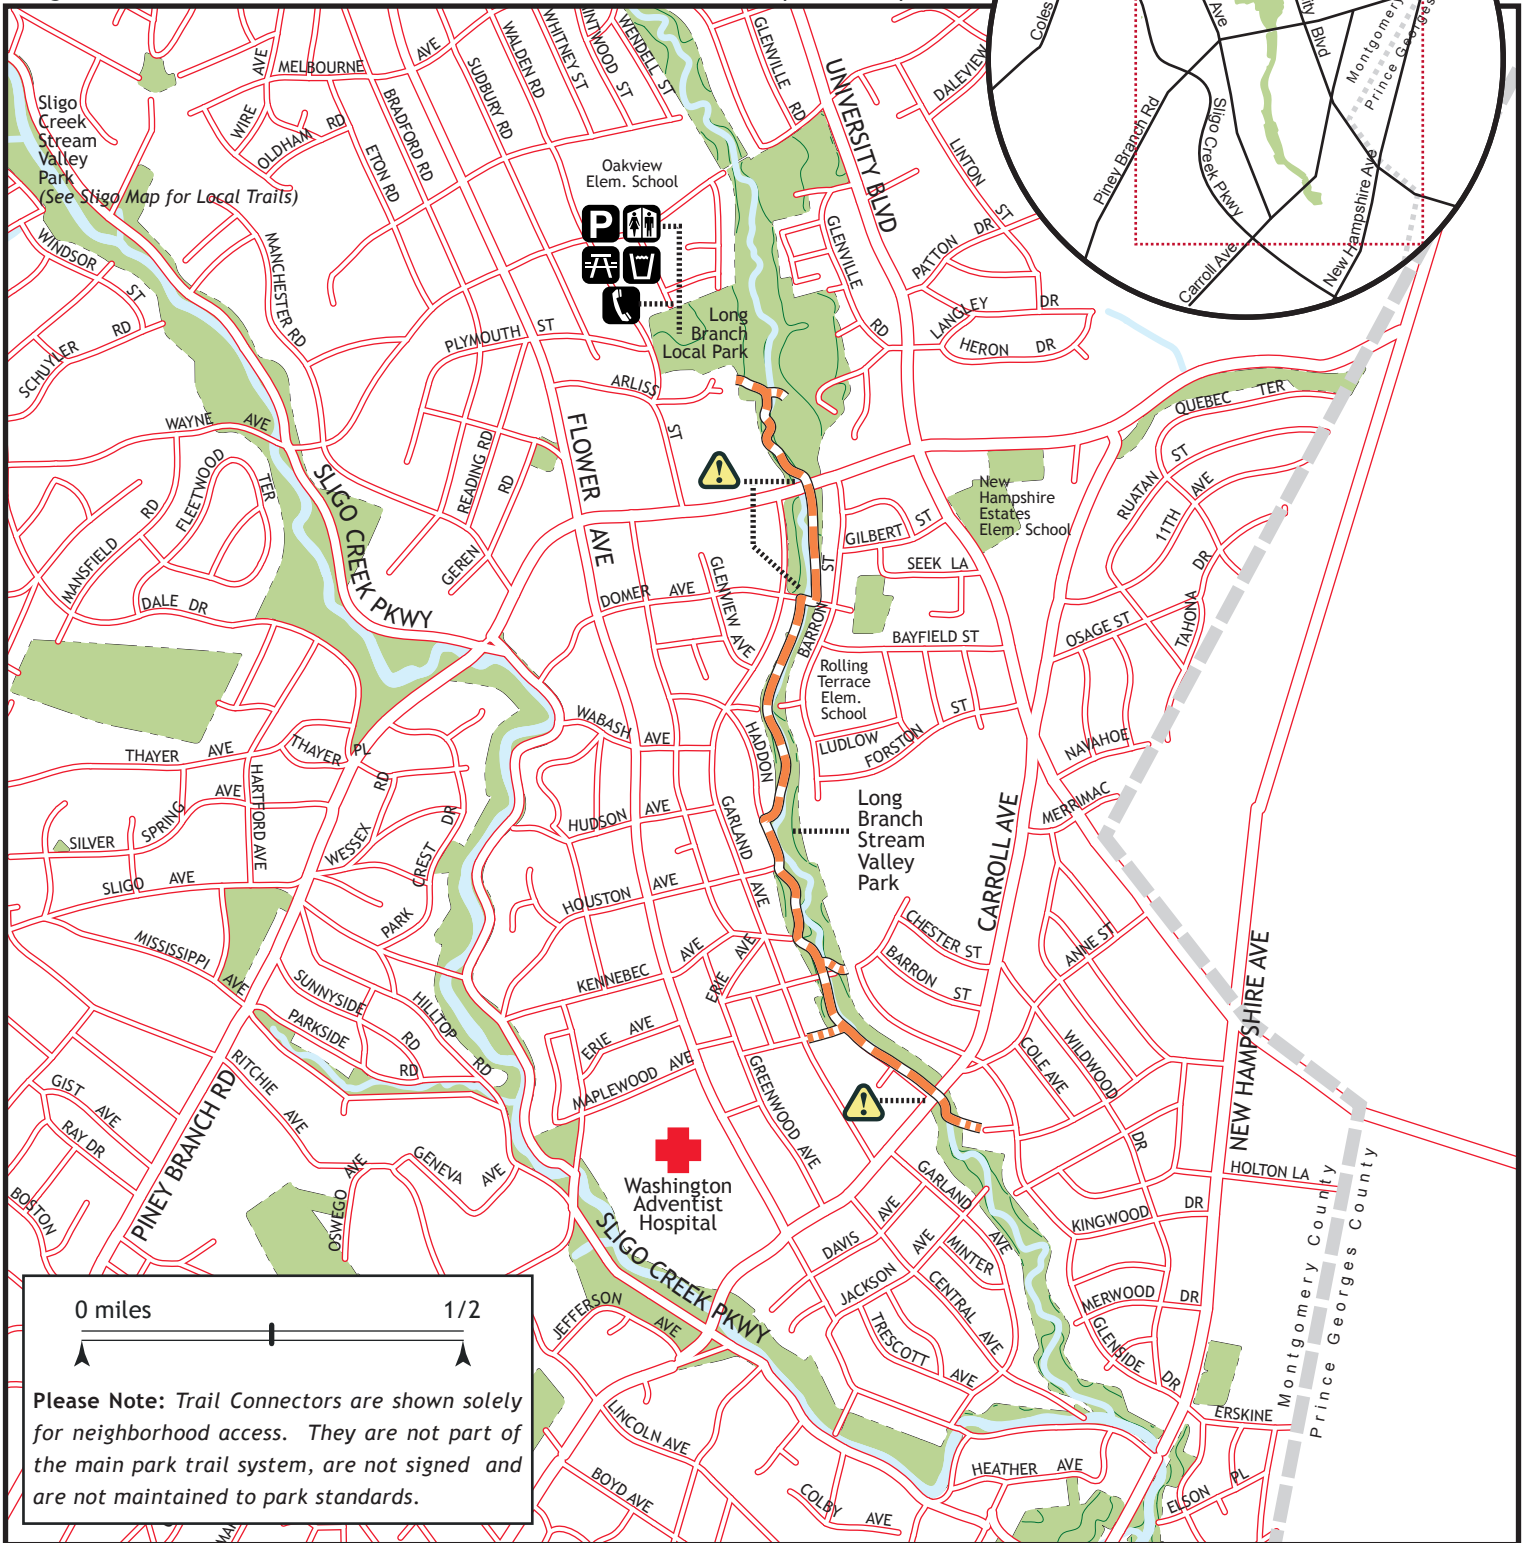 Coles
Ave
ity Blvd
Montgomery
Prince Georges
Piney Branch Rd
Sligo Creek Pkwy
Carroll Ave
New Hampshire Ave
Sligo
Creek
Stream
Valley
Park
(See Sligo Map for Local Trails)
AVE
MELBOURNE
AVE
WIRE
OLDHAM RD
BRADFORD RD
ETON RD
SUDBURY RD
WALDEN RD
WHITNEY ST
INTWOOD ST
WENDELL ST
GLENVILLE RD
UNIVERSITY BLVD
DALEVIEW
LINTON ST
PATTON DR
GLENVILLE RD
LANGLEY DR
HERON DR
Oakview
Elem. School
P
Long
Branch
Local Park
WINDSOR ST
MANCHESTER RD
SCHUYLER RD
PLYMOUTH ST
ARLISS ST
WAYNE AVE
FLEETWOOD TER
MANSFIELD RD
DALE DR
SLIGO CREEK PKWY
READING RD
GEREN RD
FLOWER AVE
QUEBEC TER
RUATAN ST
11TH AVE
TAHONA DR
OSAGE ST
NAVAHOE
MERRIMAC
New
Hampshire
Estates
Elem. School
GILBERT ST
SEEK LA
BARRON ST
BAYFIELD ST
Rolling
Terrace
Elem.
School
LUDLOW
FORSTON ST
DOMER AVE
GLENVIEW AVE
WABASH AVE
HADDON
HUDSON AVE
GARLAND AVE
HOUSTON AVE
KENNEBEC AVE
ERIE AVE
ERIE AVE
MAPLEWOOD AVE
GREENWOOD AVE
Long
Branch
Stream
Valley
Park
CARROLL AVE
CHESTER ST
BARRON ST
ANNE ST
COLE AVE
WILDWOOD DR
NEW HAMPSHIRE AVE
HOLTON LA
KINGWOOD DR
MERWOOD DR
GLENSIDE DR
ERSKINE
ELSON PL
HEATHER AVE
Montgomery County
Prince Georges County
THAYER AVE
THAYER PL
HARTFORD AVE
SPRING AVE
SILVER
SLIGO AVE
WESSEX RD
CREST DR
PARK
MISSISSIPPI AVE
SUNNYSIDE RD
PARKSIDE RD
HILLTOP RD
RITCHIE AVE
GIST AVE
RAY DR
BOSTON
PINEY BRANCH RD
OSWEGO AVE
GENEVA AVE
Washington
Adventist
Hospital
SLIGO CREEK PKWY
GARLAND AVE
DAVIS AVE
JACKSON AVE
MINTER
CENTRAL AVE
TRESCOTT AVE
JEFFERSON AVE
LINCOLN AVE
BOYD AVE
COLBY AVE
0 miles 1/2
Please Note: Trail Connectors are shown solely
for neighborhood access. They are not part of
the main park trail system, are not signed and
are not maintained to park standards.